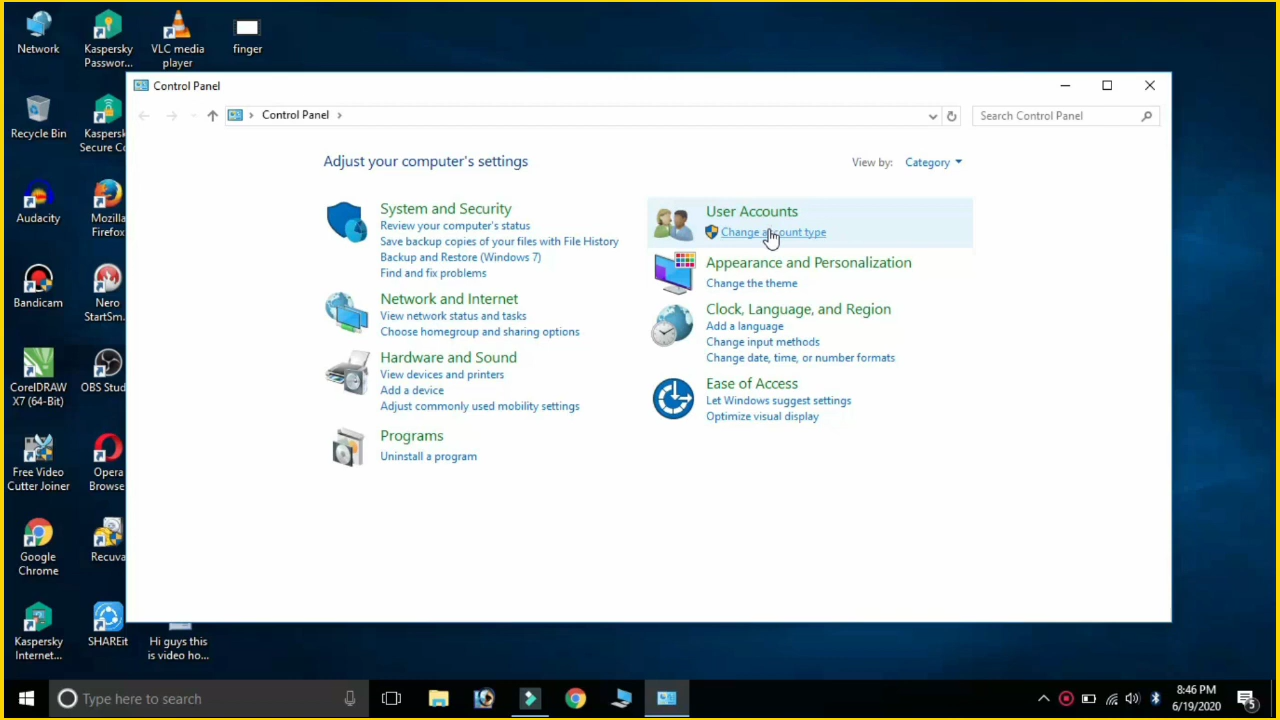 Network
Kaspersky
Passwor...
VLC media
player
finger
Control Panel
Recycle Bin
Kaspersk
Secure Co
Control Panel
Search Control Panel
Adjust your computer's settings
View by:
Category
Audacity
Mozilla
Firefox
System and Security
Review your computer's status
Save backup copies of your files with File History
Backup and Restore (Windows 7)
Find and fix problems
User Accounts
Change account type
Appearance and Personalization
Change the theme
Bandicam
Nero
StartSm.
Network and Internet
View network status and tasks
Choose homegroup and sharing options
Clock, Language, and Region
Add a language
Change input methods
Change date, time, or number formats
CorelDRAW
X7 (64-Bit)
OBS Stud
Hardware and Sound
View devices and printers
Add a device
Adjust commonly used mobility settings
Ease of Access
Let Windows suggest settings
Optimize visual display
Free Video
Cutter Joiner
Opera
Browse
Programs
Uninstall a program
Google
Chrome
Recuva
Kaspersky
Internet...
SHAREit
Hi guys this
is video ho...
Type here to search
8:46 PM
6/19/2020
5